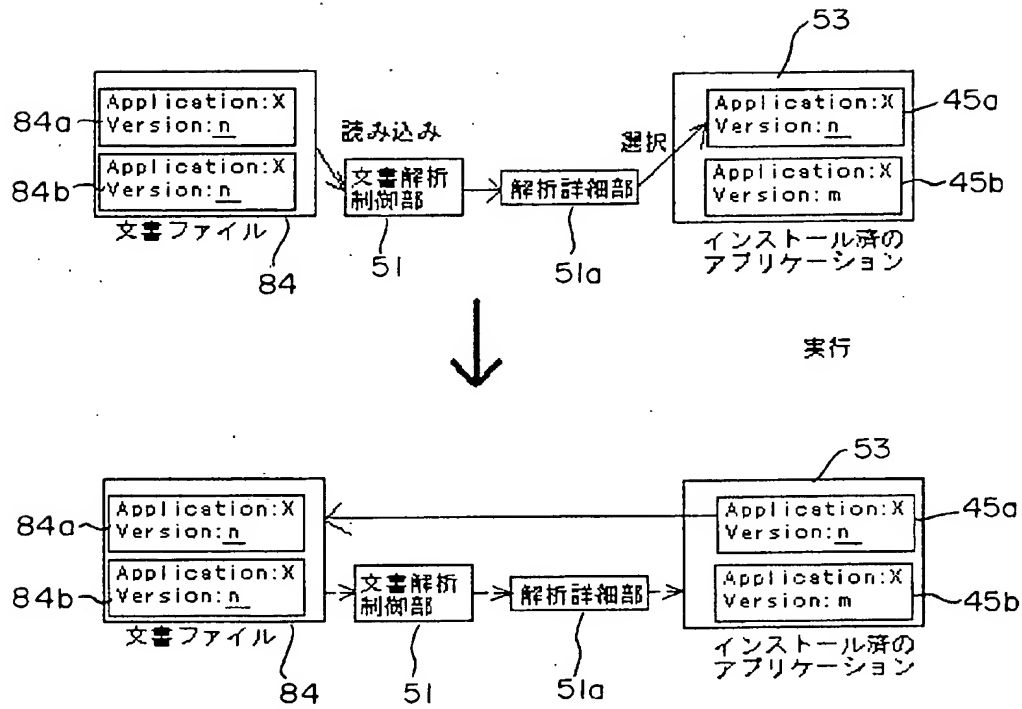 53
Application:X
Version:n
84a
Application:X
Version:n
84b
文書ファイル
84
読み込み
文書解析
制御部
51
解析詳細部
51a
選択
Application:X
Version:n
45a
Application:X
Version:m
45b
インストール済の
アプリケーション
実行
53
Application:X
Version:n
84a
Application:X
Version:n
84b
文書ファイル
84
文書解析
制御部
51
解析詳細部
51a
Application:X
Version:n
45a
Application:X
Version:m
45b
インストール済の
アプリケーション